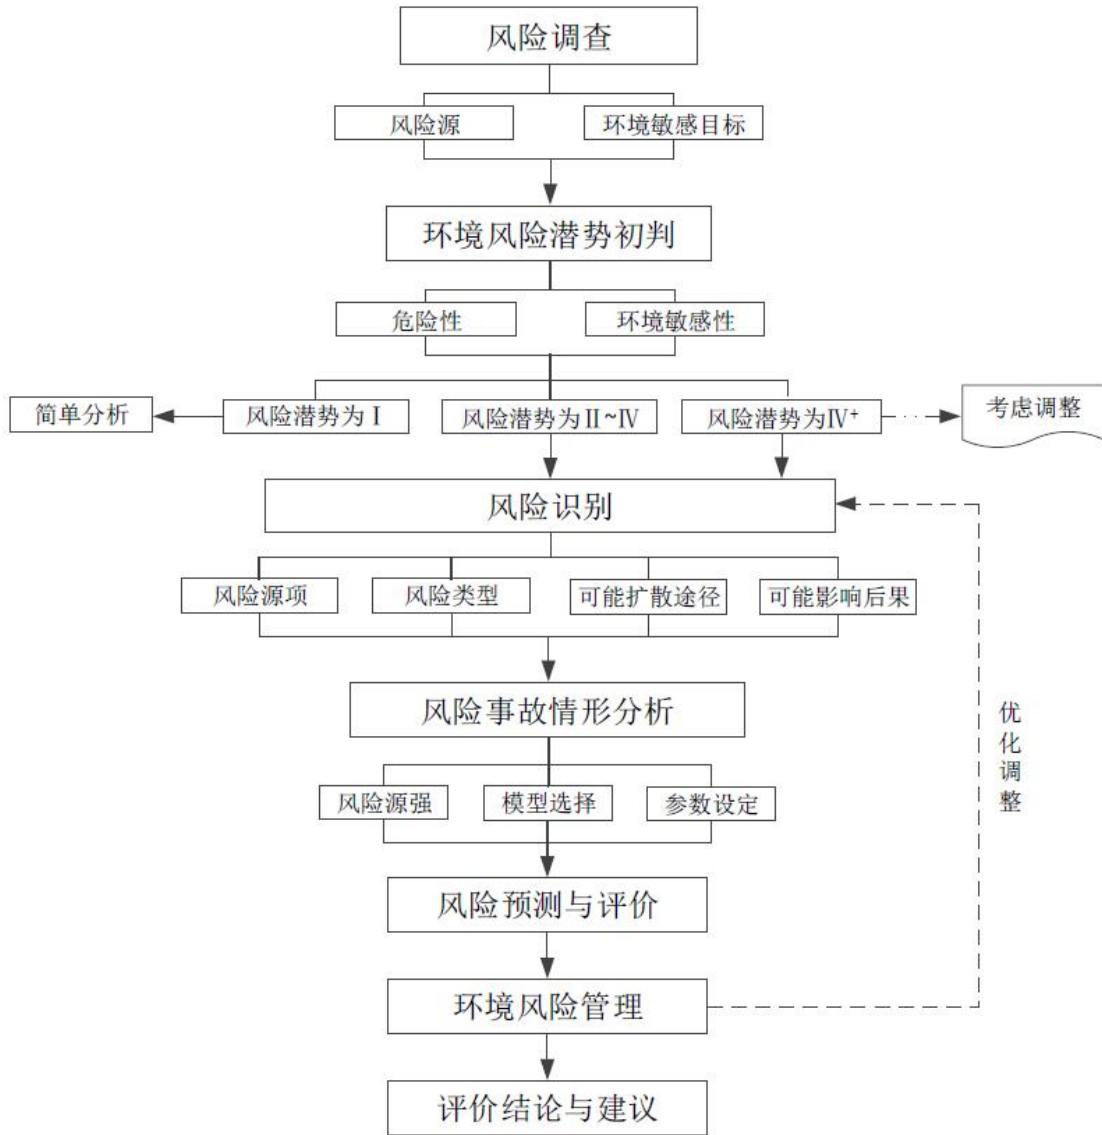 风险调查
风险源
环境敏感目标
环境风险潜势初判
危险性
环境敏感性
简单分析
风险潜势为Ⅰ
风险潜势为Ⅱ~Ⅳ
风险潜势为Ⅳ+
考虑调整
风险识别
风险源项
风险类型
可能扩散途径
可能影响后果
风险事故情形分析
优化调整
风险源强
模型选择
参数设定
风险预测与评价
环境风险管理
评价结论与建议